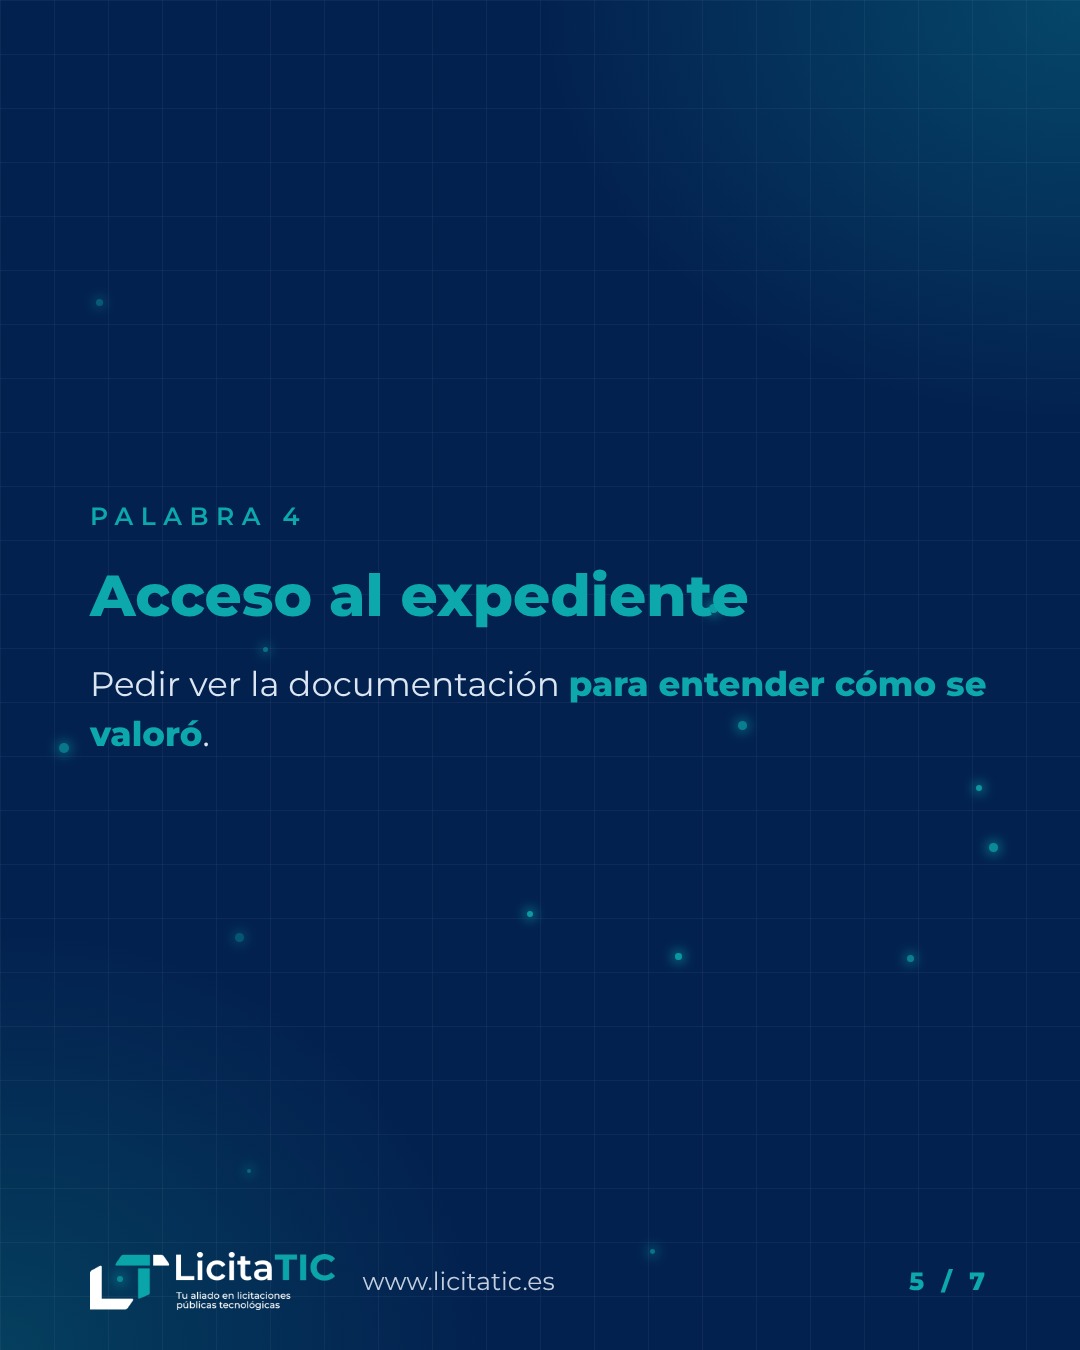 PALABRA 4
Acceso al expediente
Pedir ver la documentación para entender cómo se
valoró.
LicitaTIC
Tu aliado en licitaciones
públicas tecnológicas
www.licitatic.es
5 / 7